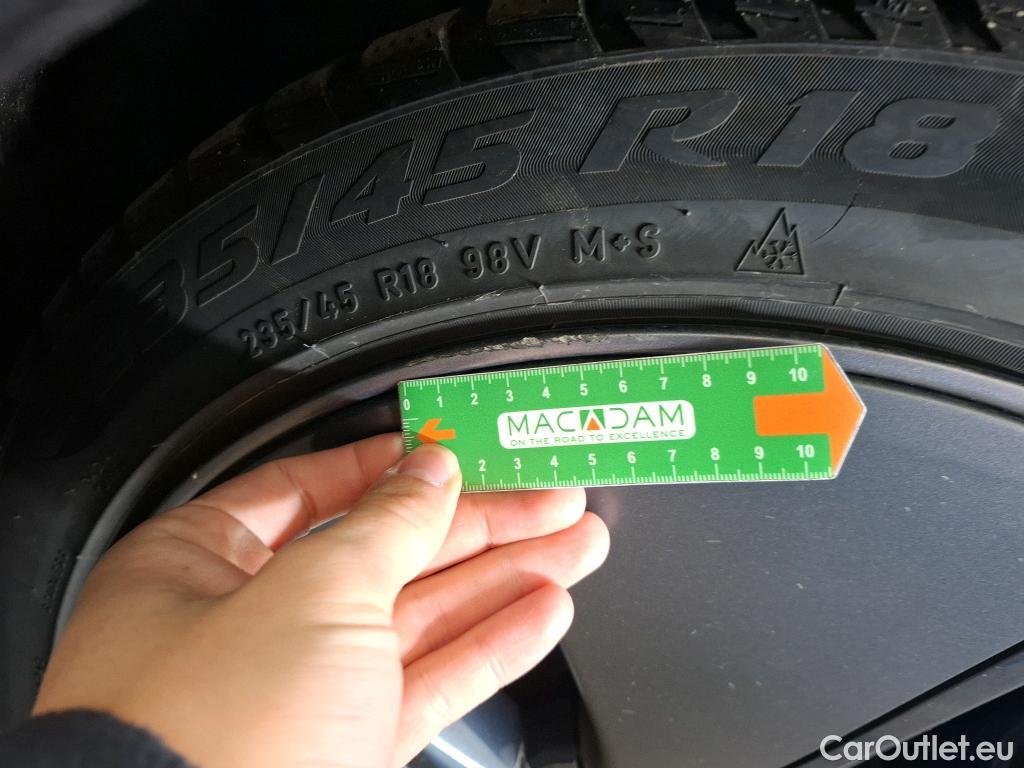 235/45 R18
235/45 R18 98V M+S
0 1 2 3 4 5 6 7 8 9 10
MACADAM
ON THE ROAD TO EXCELLENCE
2 3 4 5 6 7 8 9 10
CarOutlet.eu